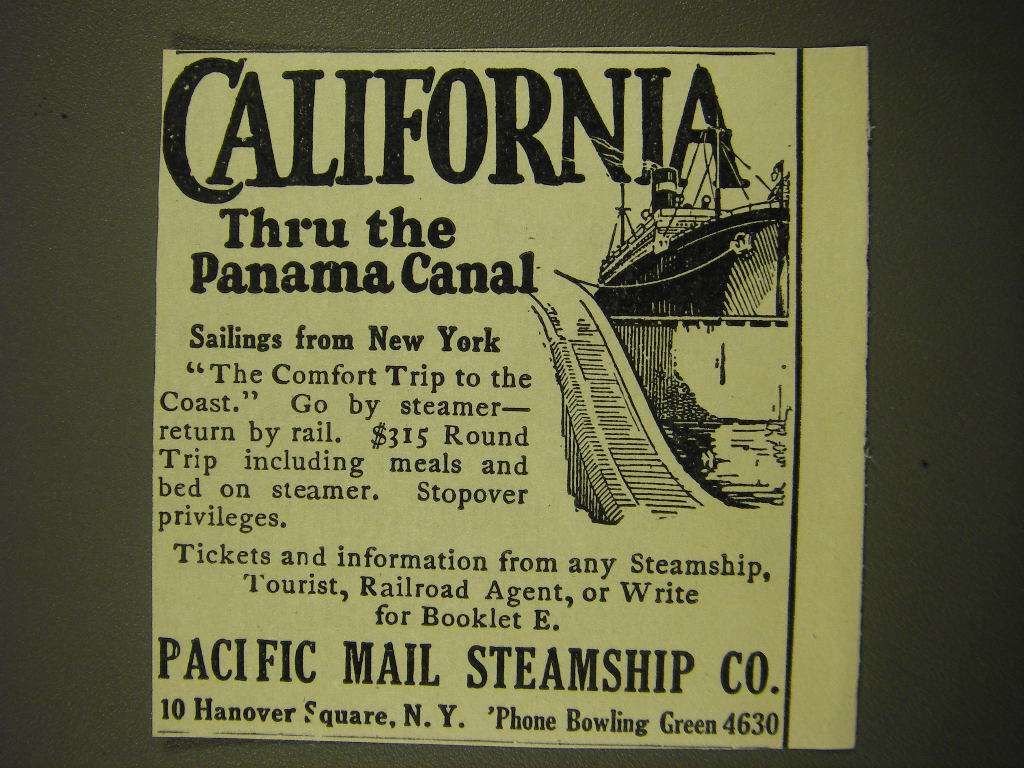 CALIFORNIA
Thru the
Panama Canal
Sailings from New York
“The Comfort Trip to the
Coast.” Go by steamer—
return by rail. $315 Round
Trip including meals and
bed on steamer. Stopover
privileges.
Tickets and information from any Steamship,
Tourist, Railroad Agent, or Write
for Booklet E.
PACIFIC MAIL STEAMSHIP CO.
10 Hanover Square, N. Y. 'Phone Bowling Green 4630